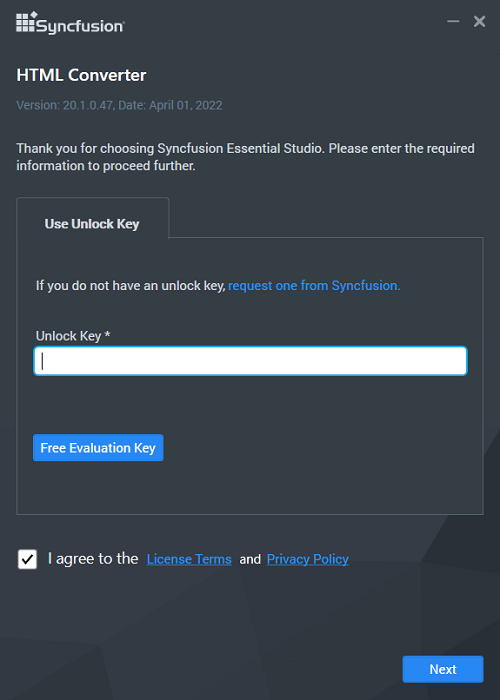 Syncfusion
HTML Converter
Version: 20.1.0.47, Date: April 01, 2022
Thank you for choosing Syncfusion Essential Studio. Please enter the required
information to proceed further.
Use Unlock Key
If you do not have an unlock key, request one from Syncfusion.
Unlock Key *
Free Evaluation Key
I agree to the License Terms and Privacy Policy
Next